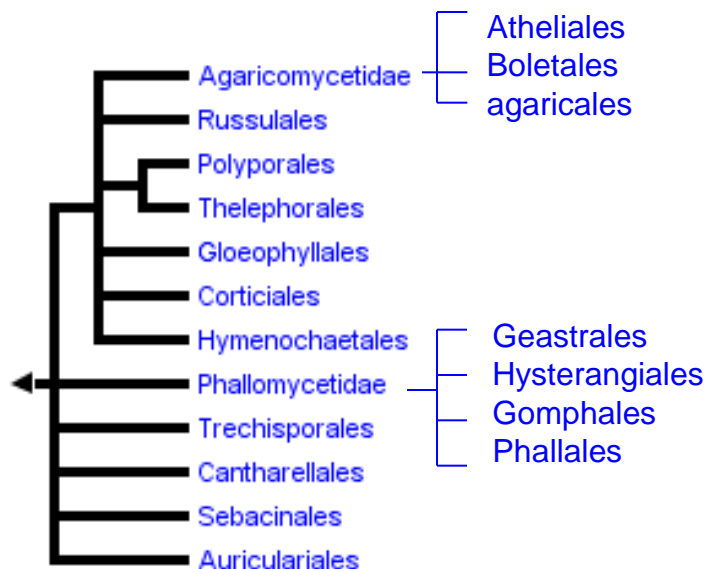 Atheliales
Boletales
agaricales
Agaricomycetidae
Russulales
Polyporales
Thelephorales
Gloeophyllales
Corticiales
Hymenochaetales
Geastrales
Hysterangiales
Gomphales
Phallales
Phallomycetidae
Trechisporales
Cantharellales
Sebacinales
Auriculariales